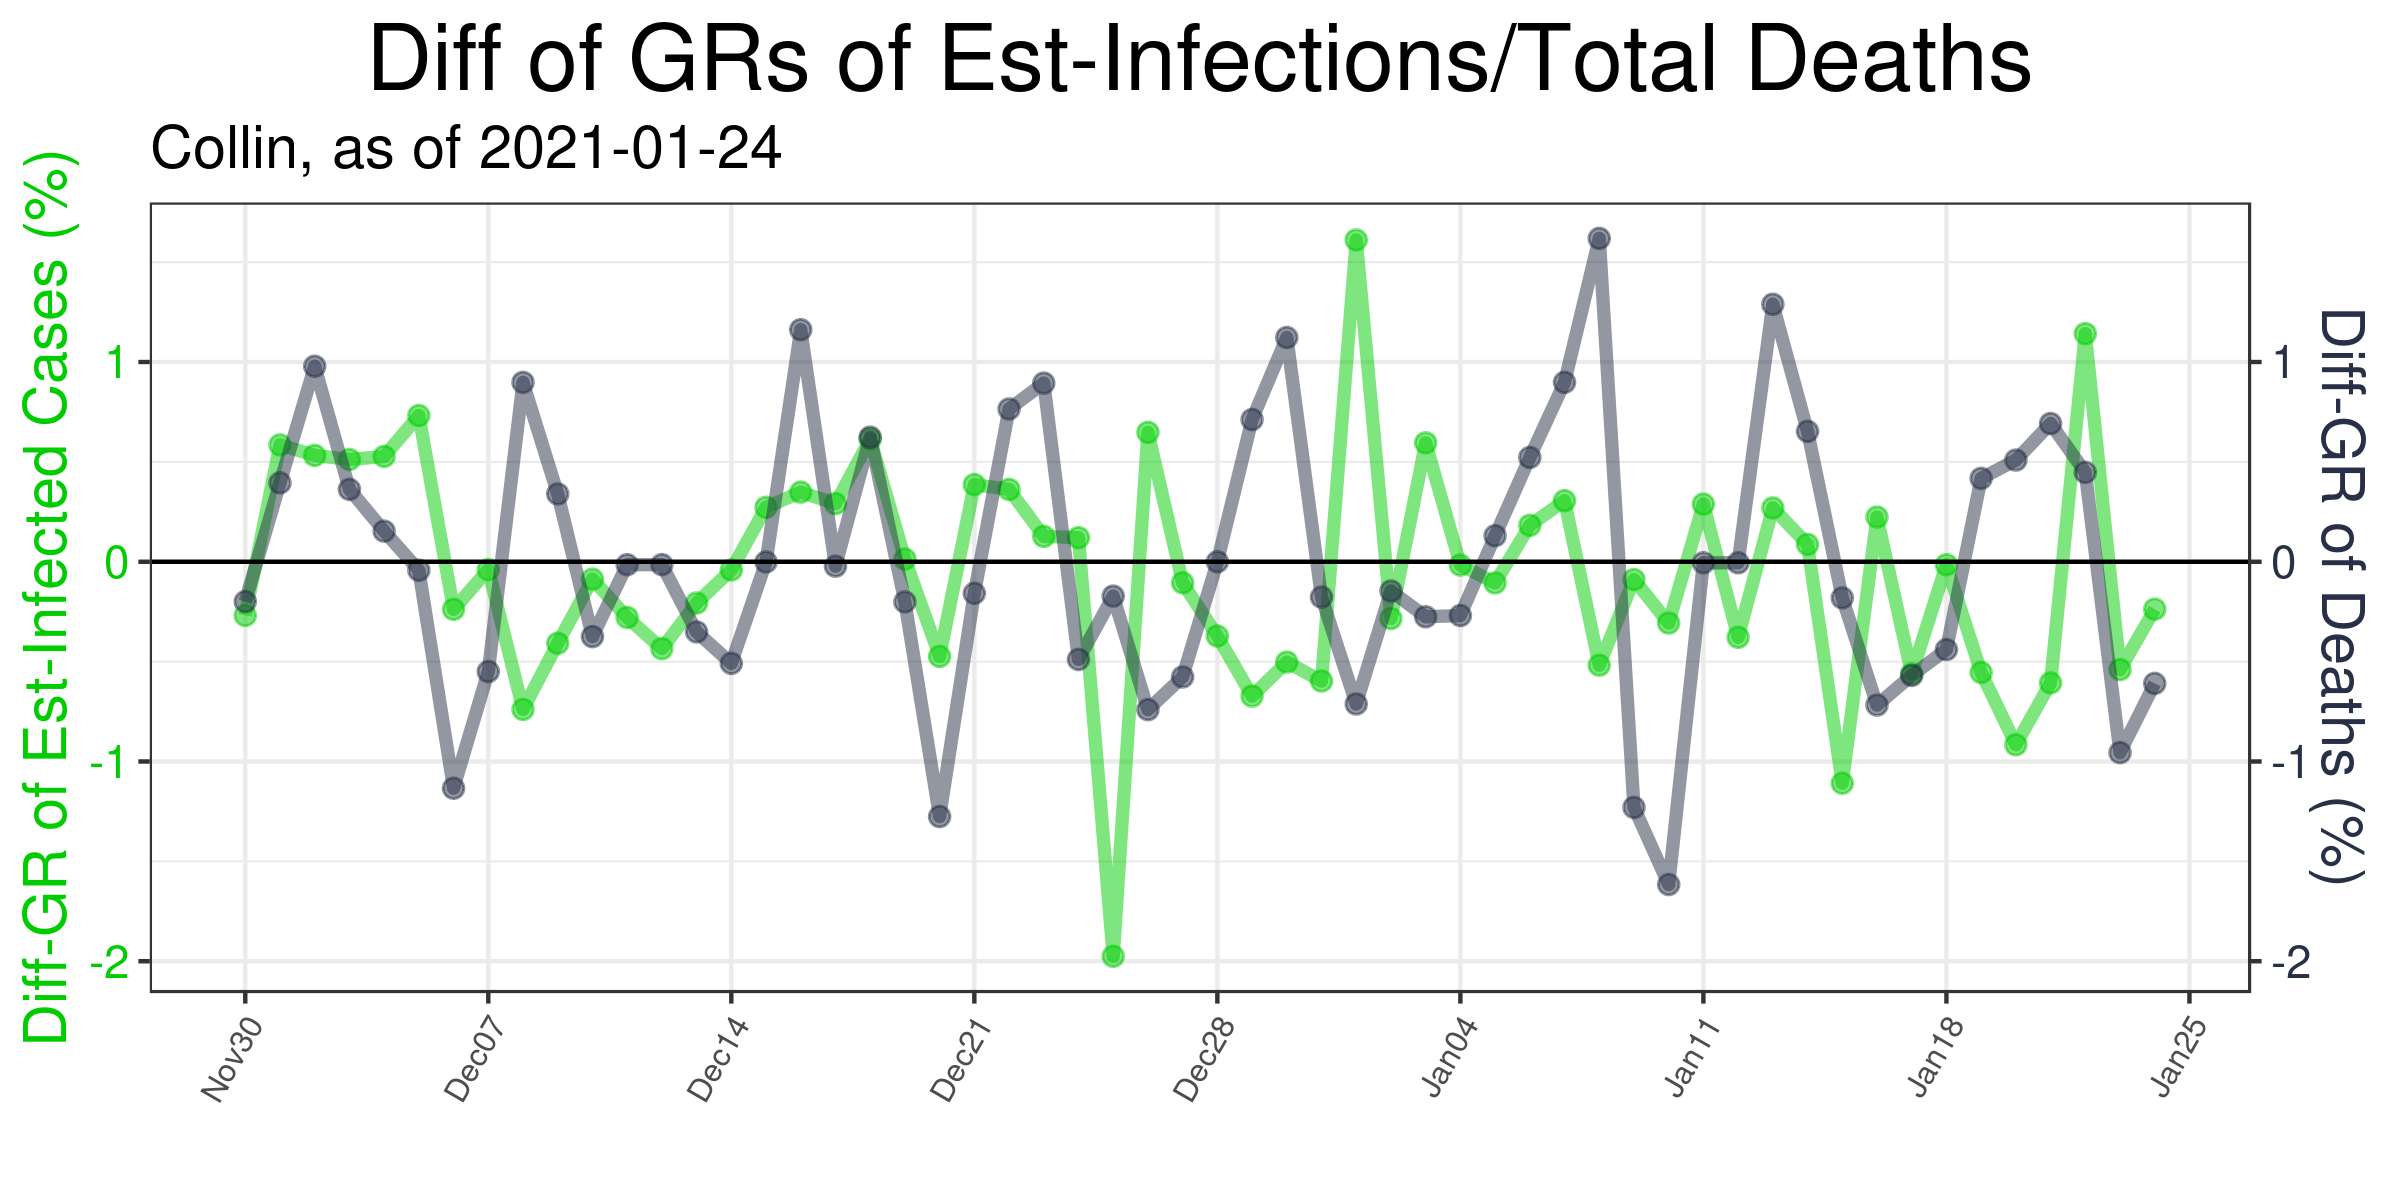 Diff of GRs of Est-Infections/Total Deaths
Collin, as of 2021-01-24
Diff-GR of Est-Infected Cases (%)
1
0
-1
-2
1
0
-1
-2
Diff-GR of Deaths (%)
Nov30
Dec07
Dec14
Dec21
Dec28
Jan04
Jan11
Jan18
Jan25